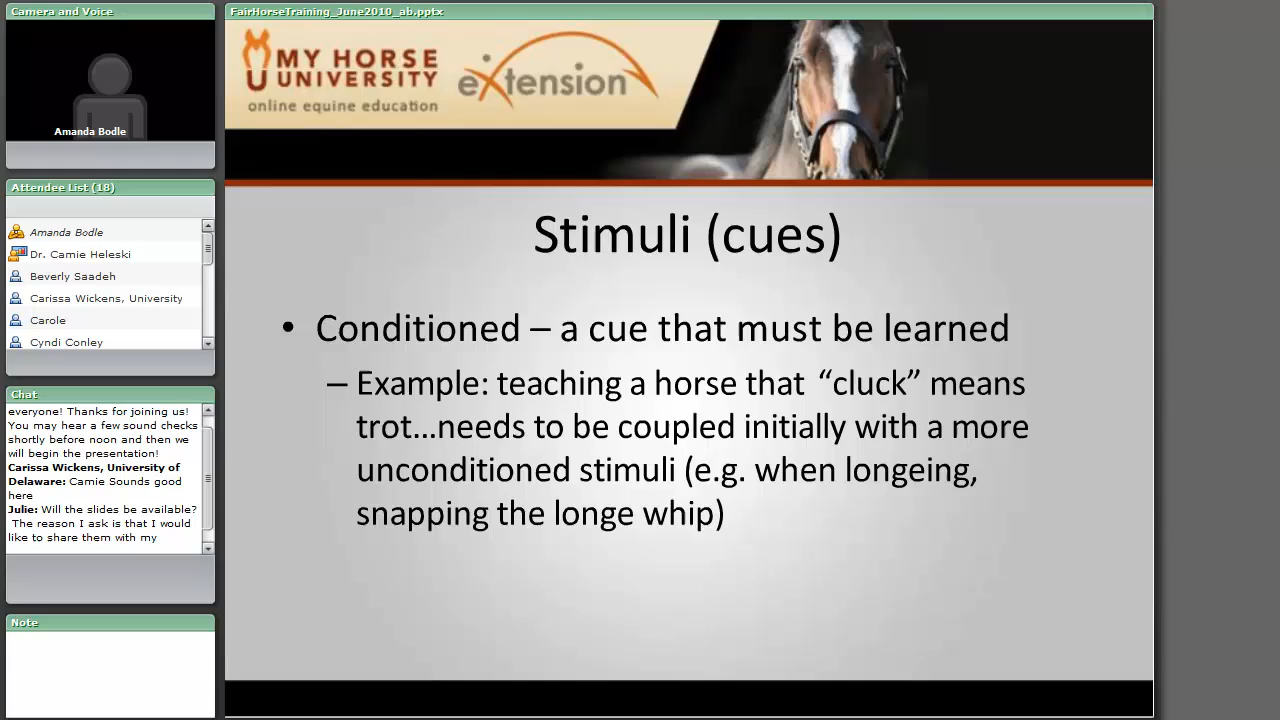 Camera and Voice
Amanda Bodle
Attendee List (18)
Amanda Bodle
Dr. Camie Heleski
Beverly Saadeh
Carissa Wickens, University
Carole
Cyndi Conley
Chat
everyone! Thanks for joining us!
You may hear a few sound checks
shortly before noon and then we
will begin the presentation!
Carissa Wickens, University of
Delaware: Camie Sounds good
here
Julie: Will the slides be available?
The reason I ask is that I would
like to share them with my
Note
FairHorseTraining_June2010_ab.pptx
MY HORSE
UNIVERSITY
online equine education
eXtension
Stimuli (cues)
• Conditioned – a cue that must be learned
– Example: teaching a horse that “cluck” means
trot…needs to be coupled initially with a more
unconditioned stimuli (e.g. when longeing,
snapping the longe whip)